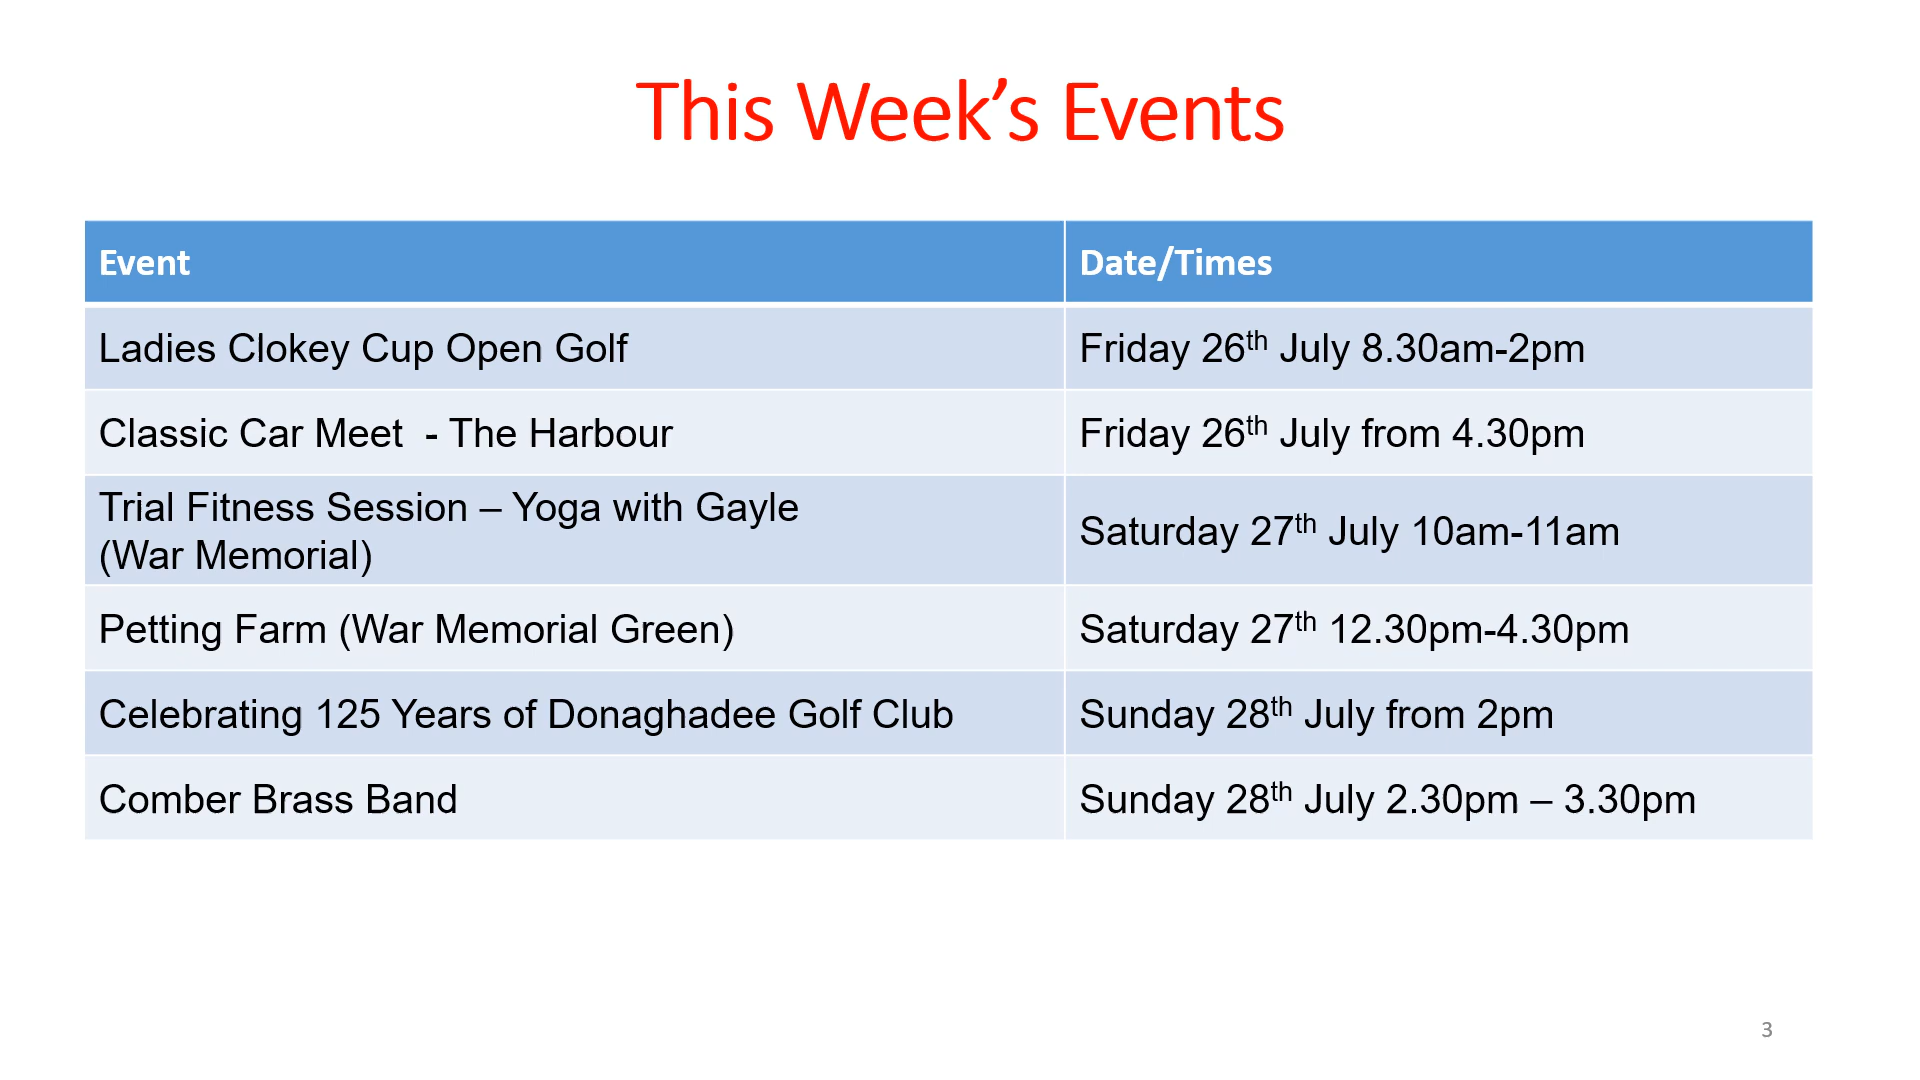 This Week’s Events
Event
Date/Times
Ladies Clokey Cup Open Golf
Friday 26th July 8.30am-2pm
Classic Car Meet  - The Harbour
Friday 26th July from 4.30pm
Trial Fitness Session – Yoga with Gayle
(War Memorial)
Saturday 27th July 10am-11am
Petting Farm (War Memorial Green)
Saturday 27th 12.30pm-4.30pm
Celebrating 125 Years of Donaghadee Golf Club
Sunday 28th July from 2pm
Comber Brass Band
Sunday 28th July 2.30pm – 3.30pm
3